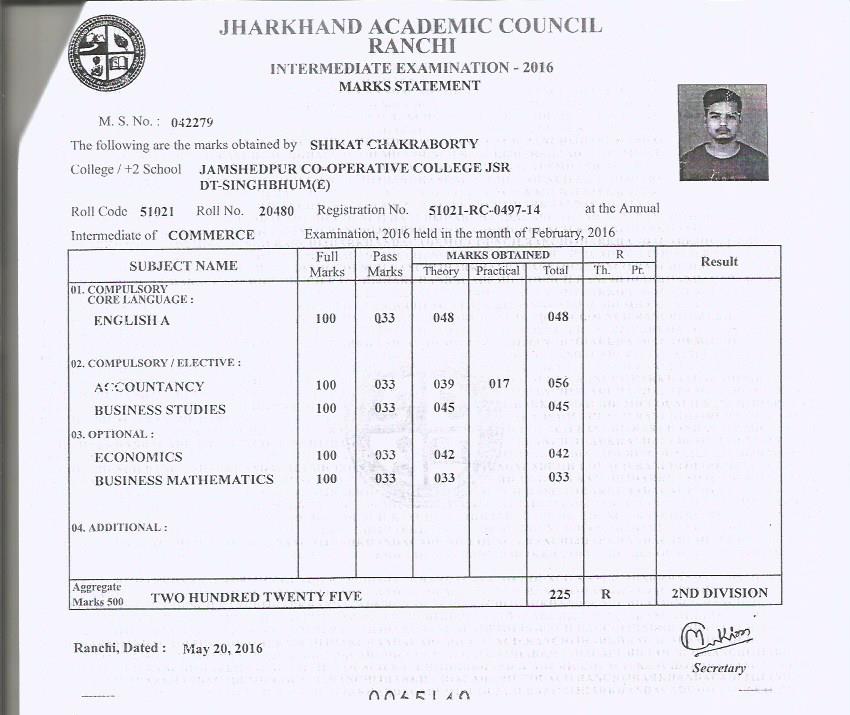 JHARKHAND ACADEMIC COUNCIL
RANCHI
INTERMEDIATE EXAMINATION - 2016
MARKS STATEMENT
M. S. No. : 042279
The following are the marks obtained by SHIKAT CHAKRABORTY
College / +2 School JAMSHEDPUR CO-OPERATIVE COLLEGE JSR
DT-SINGHBHUM(E)
Roll Code 51021 Roll No. 20480 Registration No. 51021-RC-0497-14 at the Annual
Intermediate of COMMERCE Examination, 2016 held in the month of February, 2016
SUBJECT NAME Full Marks Pass Marks MARKS OBTAINED R Result
Theory Practical Total Th. Pr.
01. COMPULSORY
CORE LANGUAGE :
ENGLISH A 100 033 048 048
02. COMPULSORY / ELECTIVE :
ACCOUNTANCY 100 033 039 017 056
BUSINESS STUDIES 100 033 045 045
03. OPTIONAL :
ECONOMICS 100 033 042 042
BUSINESS MATHEMATICS 100 033 033 033
04. ADDITIONAL :
Aggregate
Marks 500 TWO HUNDRED TWENTY FIVE 225 R 2ND DIVISION
Ranchi, Dated : May 20, 2016
Secretary